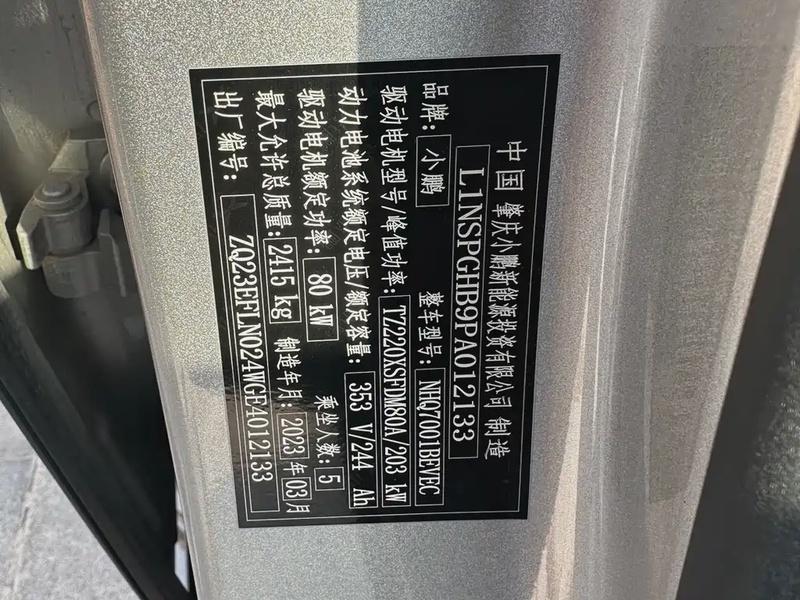 中国 肇庆小鹏新能源投资有限公司 制造
L1NSPGHB9PA012133
品牌: 小鹏 整车型号: NHQ7001BEVEC
驱动电机型号/峰值功率: TZ220XSFDM80A/203 kW
动力电池系统额定电压/额定容量: 353 V/244 Ah
驱动电机额定功率: 80 kW 乘坐人数: 5
最大允许总质量: 2415 kg 制造年月: 2023 年 03 月
出厂编号: ZQ23EFLN024WGE4012133